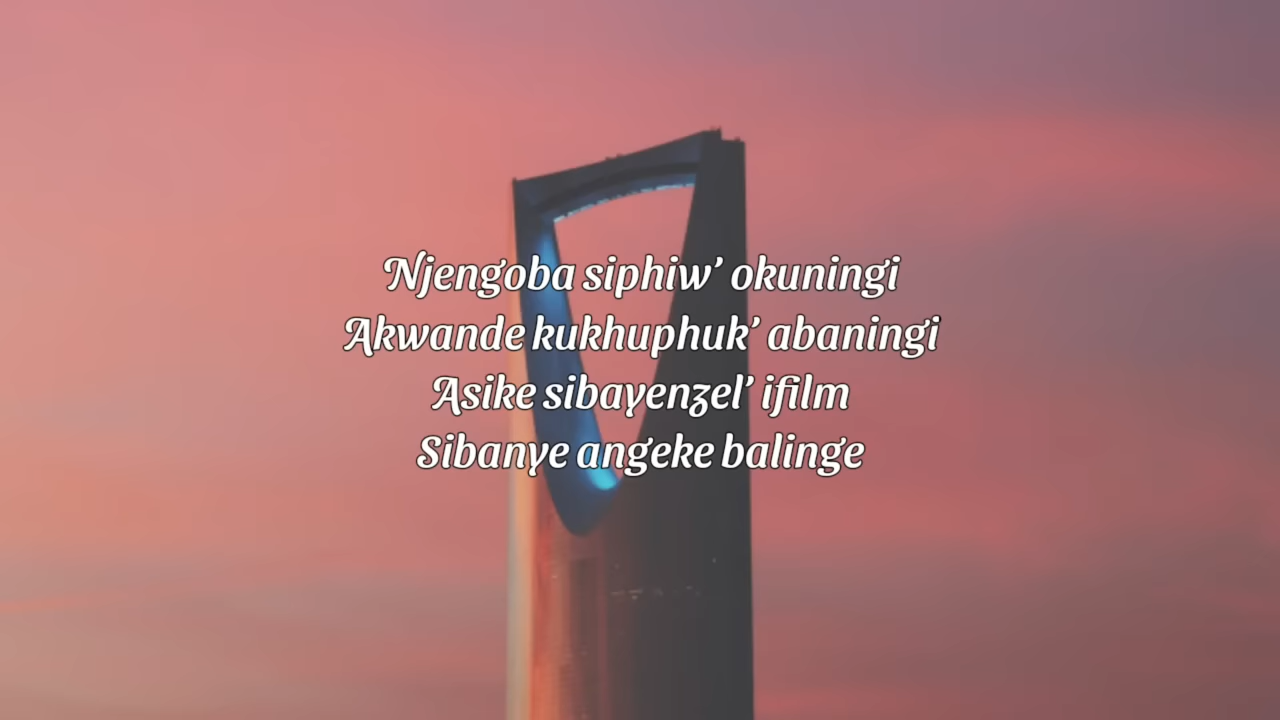 Njengoba siphiw’ okuningi
Akwande kukhuphuk’ abaningi
Asike sibayenzel’ ifilm
Sibanye angeke balinge